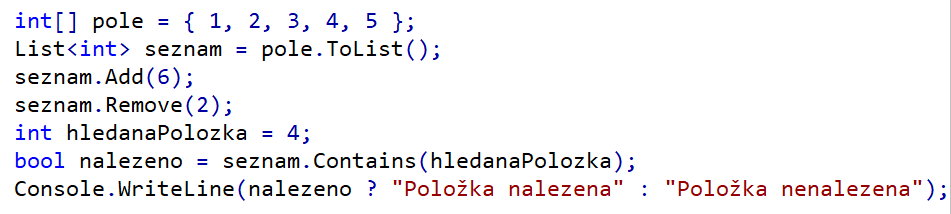 int[] pole = { 1, 2, 3, 4, 5 };
List<int> seznam = pole.ToList();
seznam.Add(6);
seznam.Remove(2);
int hledanaPolozka = 4;
bool nalezeno = seznam.Contains(hledanaPolozka);
Console.WriteLine(nalezeno ? "Položka nalezena" : "Položka nenalezena");